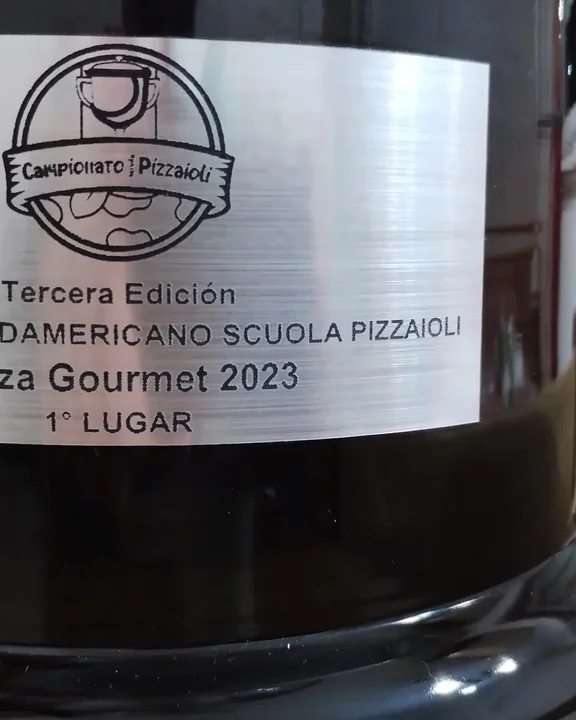 Campionato Pizzaioli
Tercera Edición
DAMERICANO SCUOLA PIZZAIOLI
za Gourmet 2023
1° LUGAR